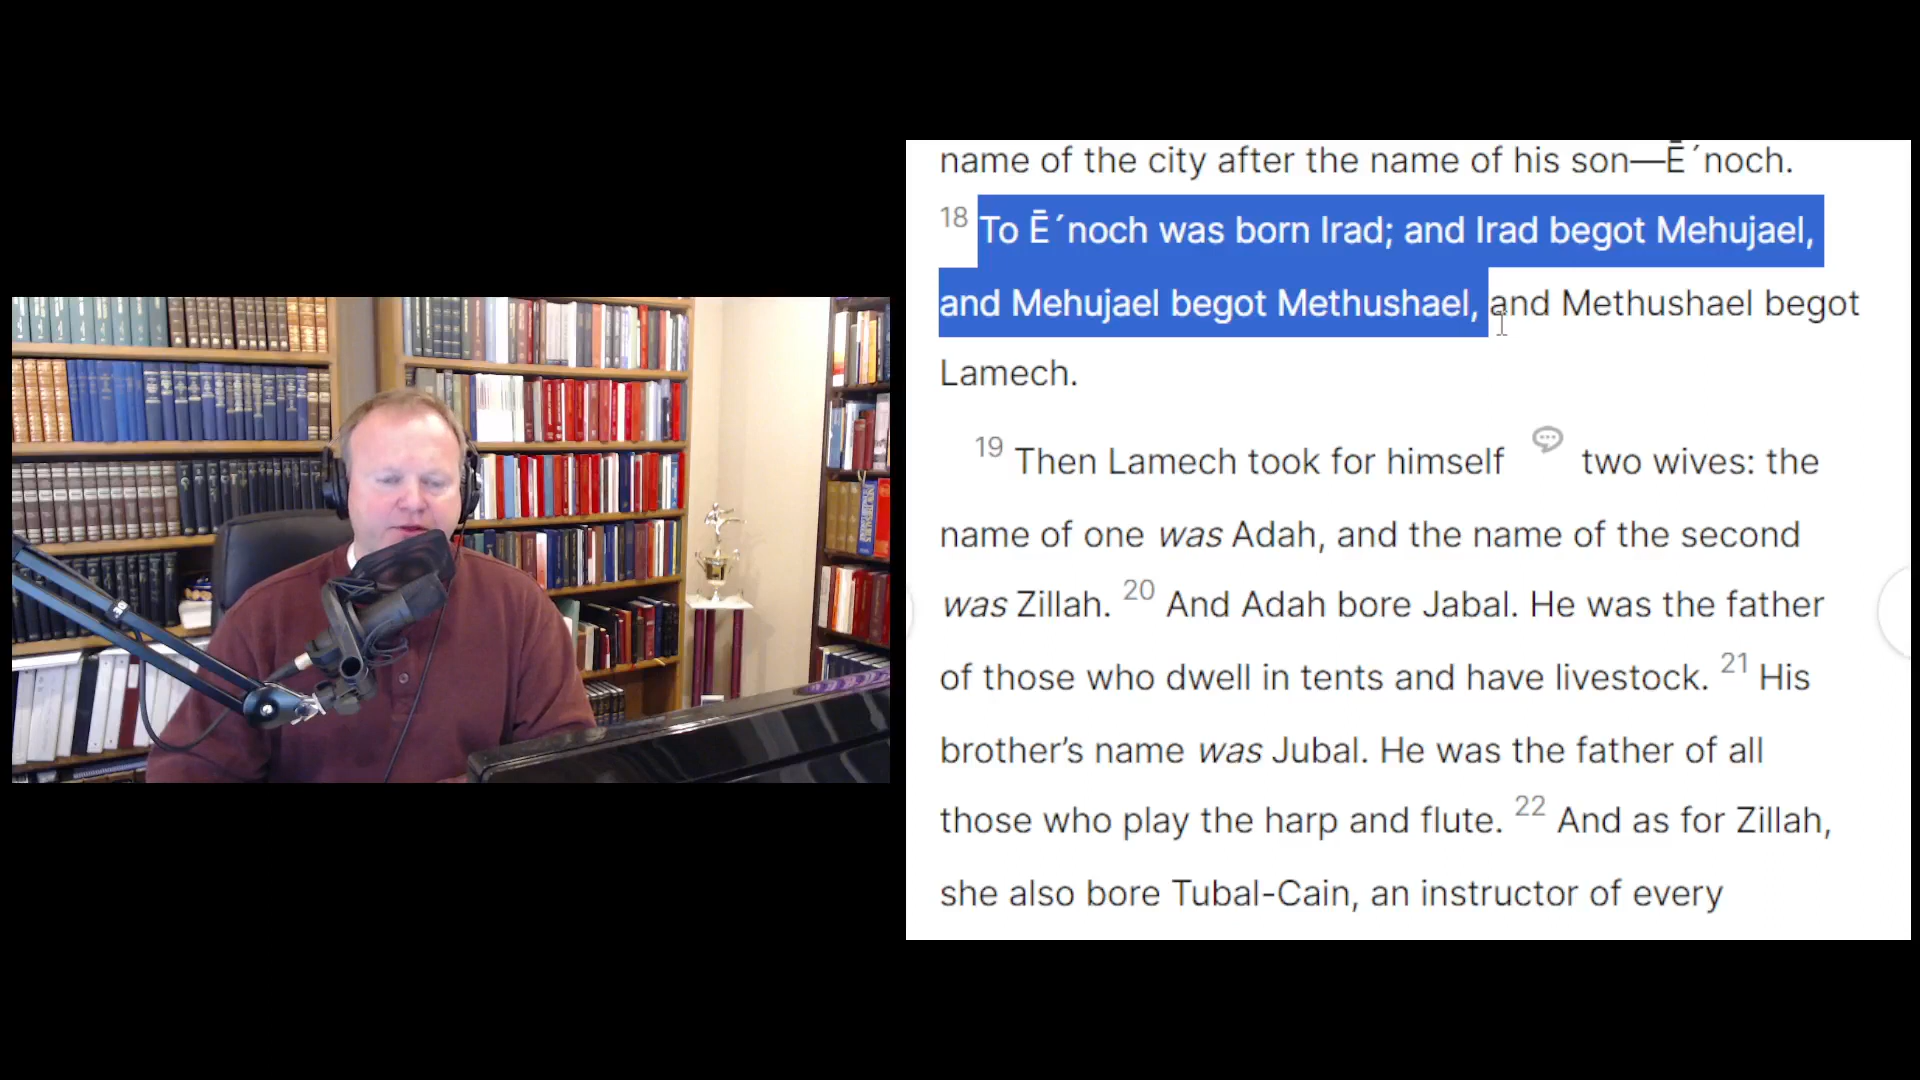 name of the city after the name of his son—Ē´noch.
18 To Ē´noch was born Irad; and Irad begot Mehujael,
and Mehujael begot Methushael, and Methushael begot
Lamech.
19 Then Lamech took for himself two wives: the
name of one was Adah, and the name of the second
was Zillah. 20 And Adah bore Jabal. He was the father
of those who dwell in tents and have livestock. 21 His
brother’s name was Jubal. He was the father of all
those who play the harp and flute. 22 And as for Zillah,
she also bore Tubal-Cain, an instructor of every